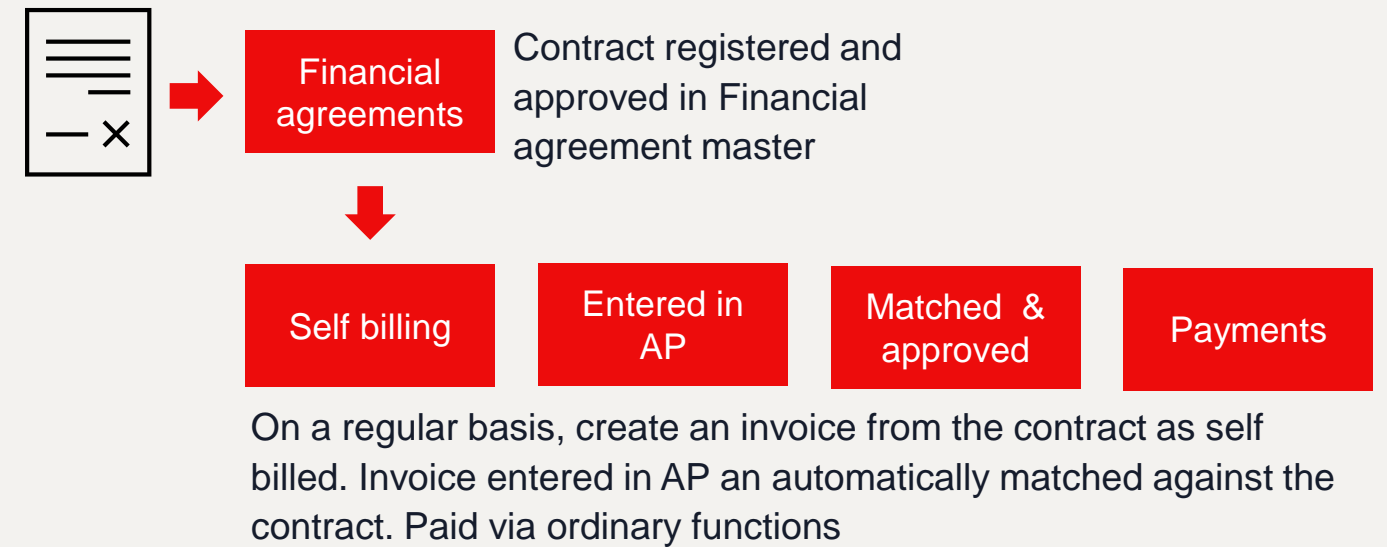 Financial
agreements
Contract registered and
approved in Financial
agreement master
Self billing
Entered in
AP
Matched  &
approved
Payments
On a regular basis, create an invoice from the contract as self
billed. Invoice entered in AP an automatically matched against the
contract. Paid via ordinary functions